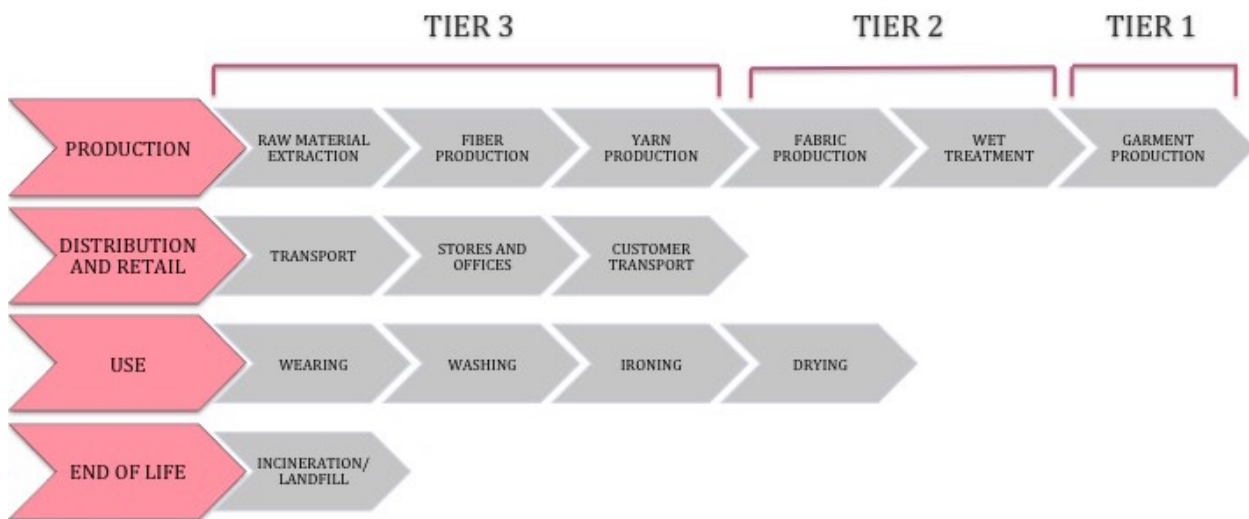 TIER 3
TIER 2
TIER 1
PRODUCTION
RAW MATERIAL
EXTRACTION
FIBER
PRODUCTION
YARN
PRODUCTION
FABRIC
PRODUCTION
WET
TREATMENT
GARMENT
PRODUCTION
DISTRIBUTION
AND RETAIL
TRANSPORT
STORES AND
OFFICES
CUSTOMER
TRANSPORT
USE
WEARING
WASHING
IRONING
DRYING
END OF LIFE
INCINERATION/
LANDFILL